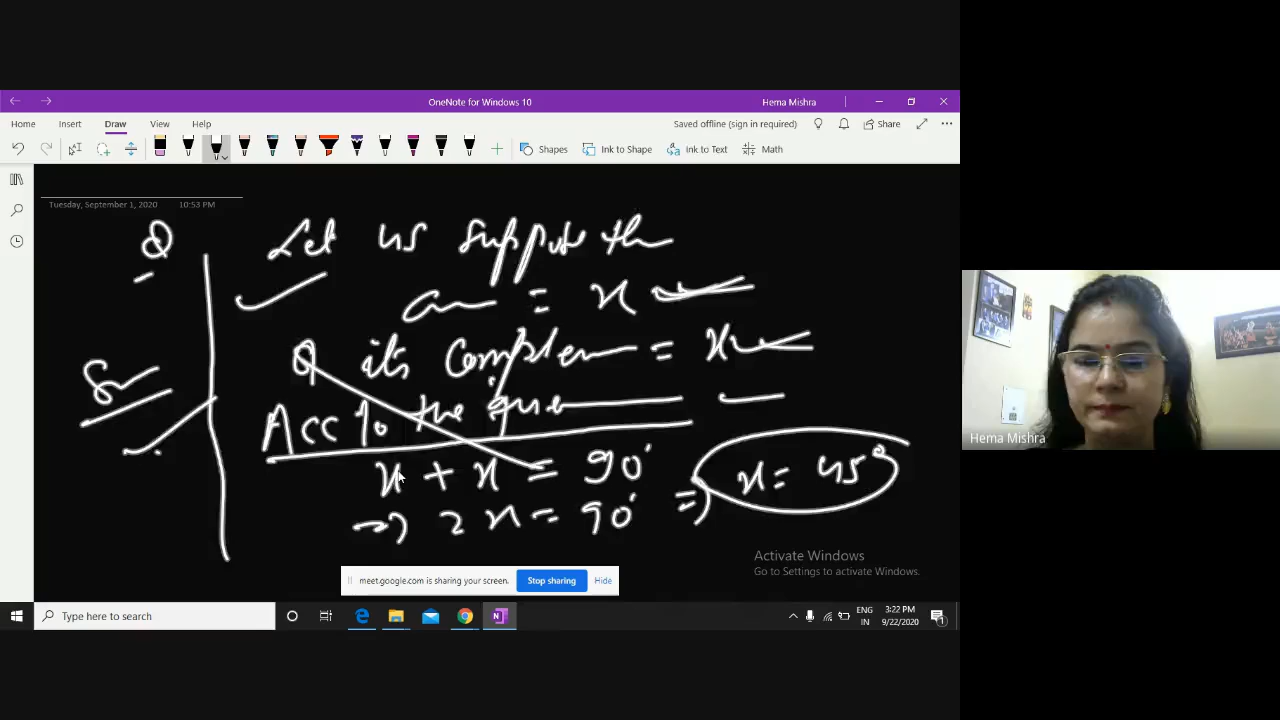 OneNote for Windows 10
Hema Mishra
Home Insert Draw View Help
Saved offline (sign in required)
Share
Shapes Ink to Shape Ink to Text Math
Tuesday, September 1, 2020 10:53 PM
Q Let us suppose the
an = x
its complem = x
Sol
Acc to the que
x + x = 90°
=> 2x = 90° => x = 45°
Hema Mishra
Activate Windows
Go to Settings to activate Windows.
meet.google.com is sharing your screen. Stop sharing Hide
Type here to search
ENG
IN
3:22 PM
9/22/2020
1